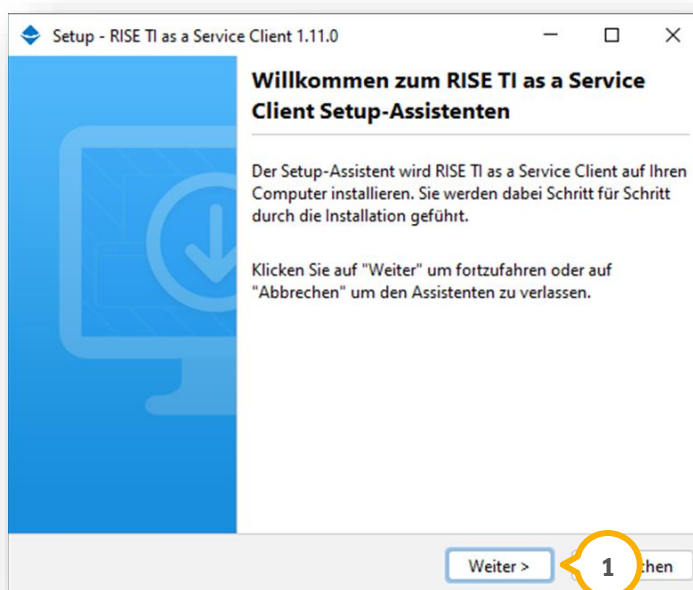 Setup - RISE TI as a Service Client 1.11.0
Willkommen zum RISE TI as a Service
Client Setup-Assistenten
Der Setup-Assistent wird RISE TI as a Service Client auf Ihren
Computer installieren. Sie werden dabei Schritt für Schritt
durch die Installation geführt.
Klicken Sie auf "Weiter" um fortzufahren oder auf
"Abbrechen" um den Assistenten zu verlassen.
Weiter > 1